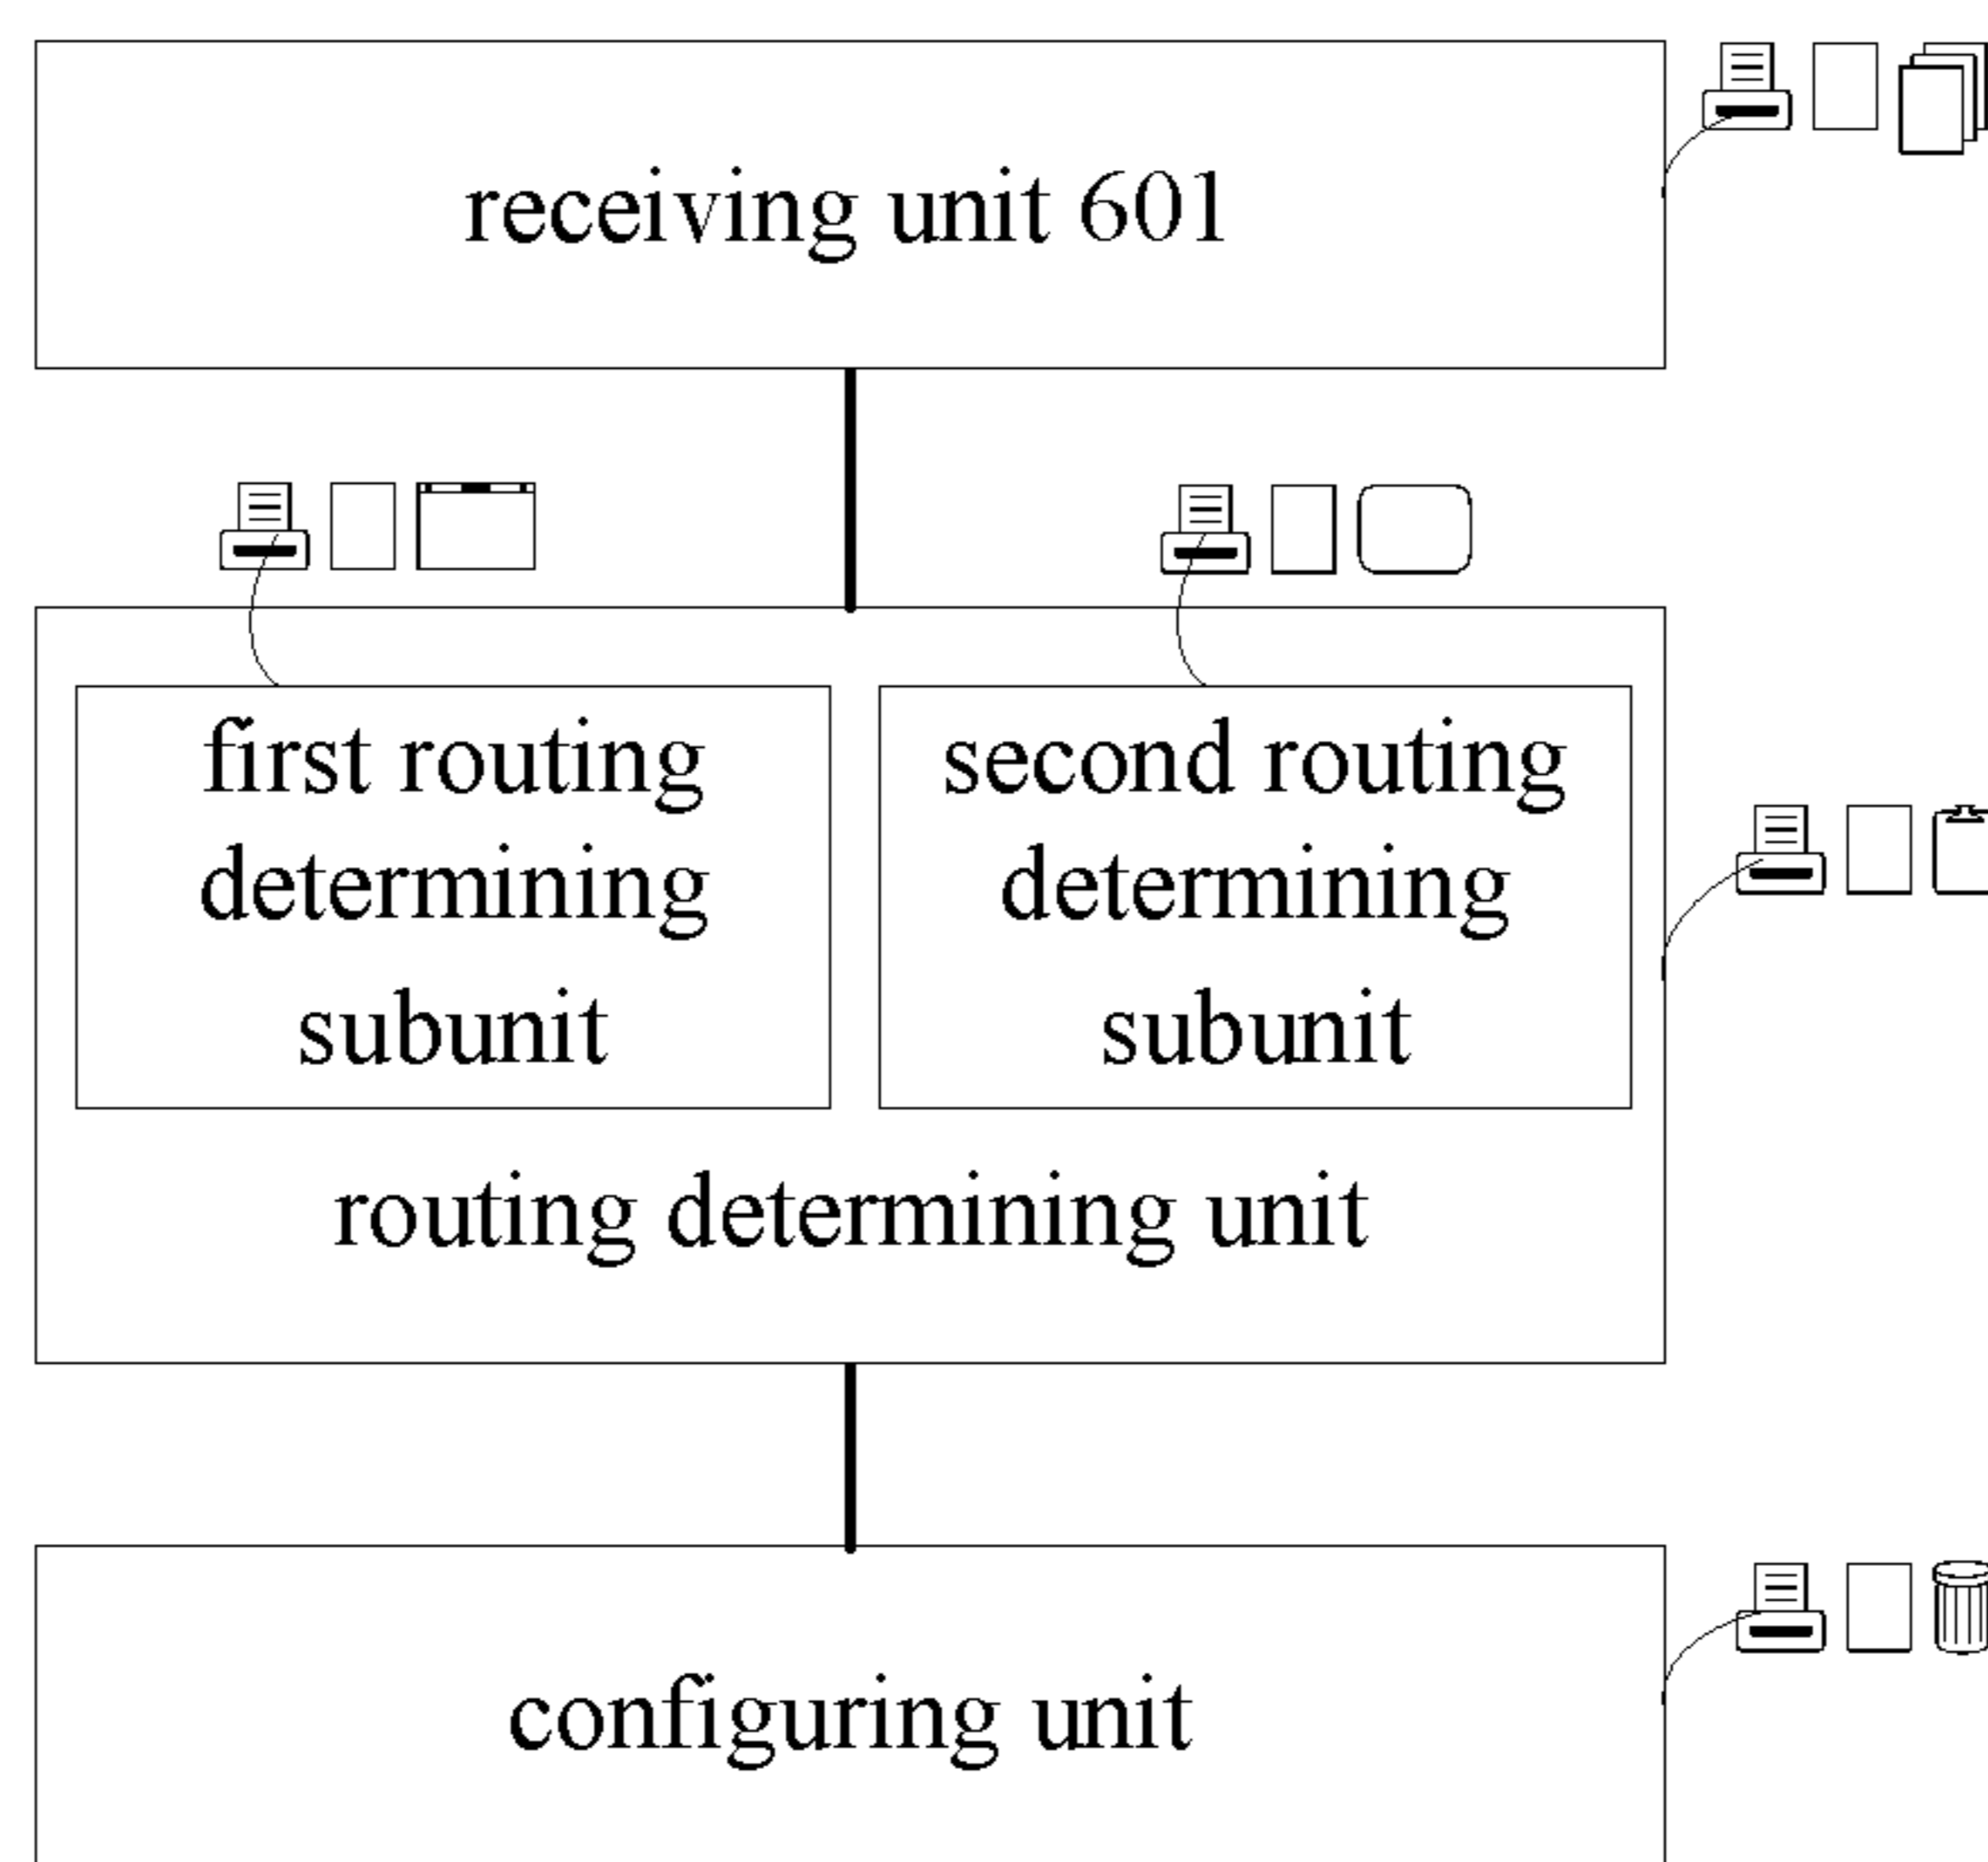 receiving unit 601
first routing
determining
subunit
second routing
determining
subunit
routing determining unit
configuring unit